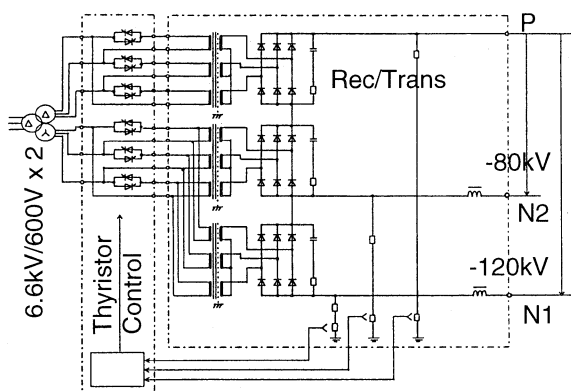 P
Rec/Trans
-80kV
N2
-120kV
N1
6.6kV/600V x 2
Thyristor
Control